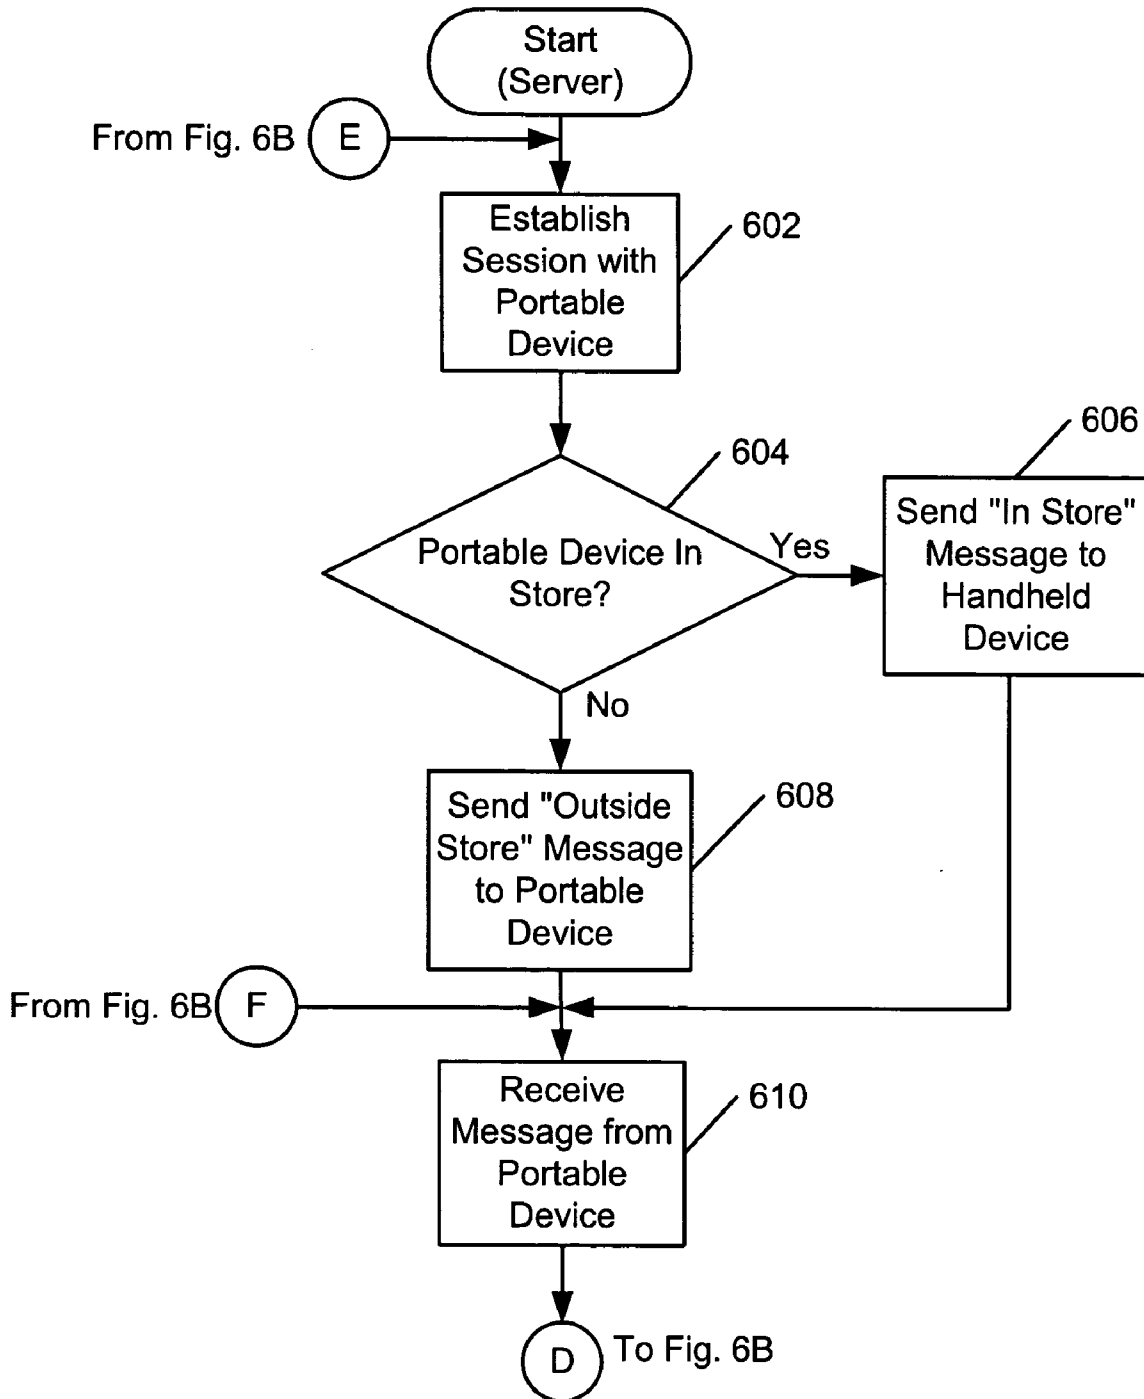 Start
(Server)
From Fig. 6B
E
Establish
Session with
Portable
Device
602
604
606
Portable Device In
Store?
Yes
Send "In Store"
Message to
Handheld
Device
No
Send "Outside
Store" Message
to Portable
Device
608
From Fig. 6B
F
Receive
Message from
Portable
Device
610
D
To Fig. 6B